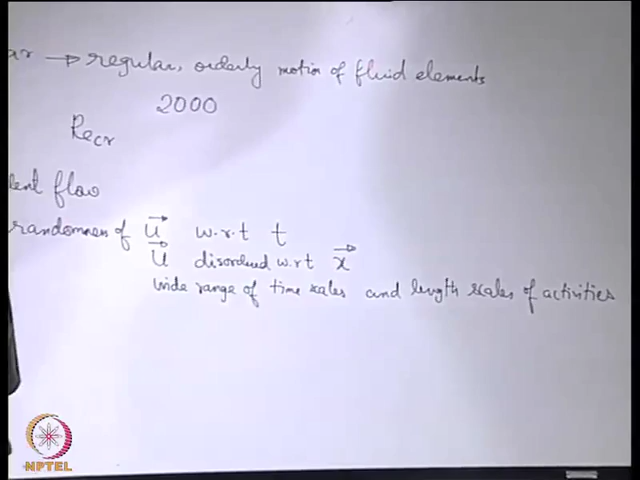 ar → regular, orderly motion of fluid elements
2000
Recr
lent flow
randomness of u w.r.t t
u disordered w.r.t x
wide range of time scales and length scales of activities
NPTEL